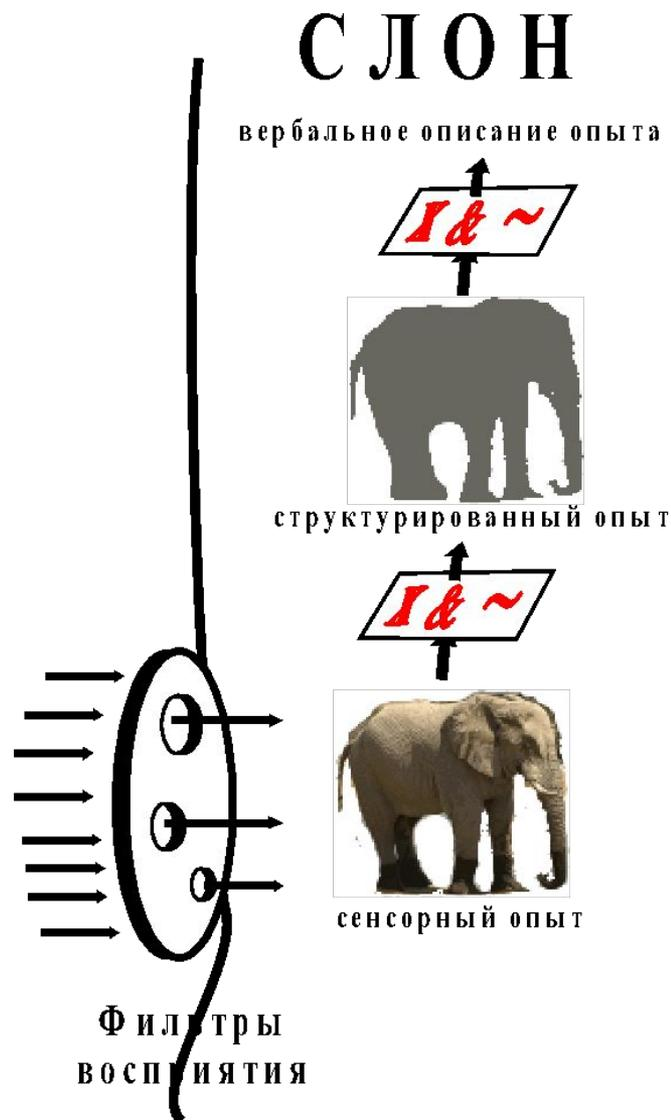 СЛОН
вербальное описание опыта
X & ~
структурированный опыт
X & ~
сенсорный опыт
Фильтры
восприятия